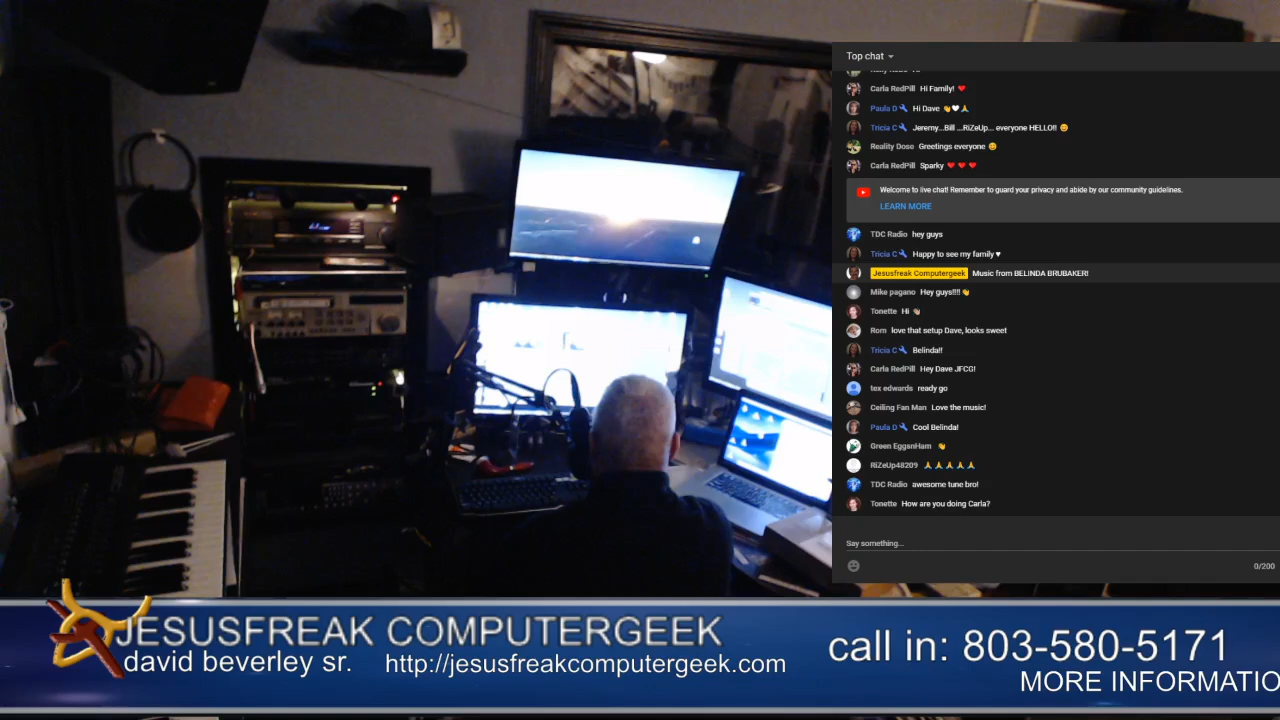 Top chat
Carla RedPill Hi Family! ❤
Paula D Hi Dave 👋🤍🙏
Tricia C Jeremy...Bill ...RiZeUp... everyone HELLO!! 😊
Reality Dose Greetings everyone 😀
Carla RedPill Sparky ❤ ❤ ❤
Welcome to live chat! Remember to guard your privacy and abide by our community guidelines.
LEARN MORE
TDC Radio hey guys
Tricia C Happy to see my family ♥
Jesusfreak Computergeek Music from BELINDA BRUBAKER!
Mike pagano Hey guys!!!! 👋
Tonette Hi 👋🏼
Rom love that setup Dave, looks sweet
Tricia C Belinda!!
Carla RedPill Hey Dave JFCG!
tex edwards ready go
Ceiling Fan Man Love the music!
Paula D Cool Belinda!
Green EggsnHam 👋
RiZeUp48209 🙏🙏🙏🙏🙏
TDC Radio awesome tune bro!
Tonette How are you doing Carla?
Say something...
0/200
JESUSFREAK COMPUTERGEEK
david beverley sr. http://jesusfreakcomputergeek.com
call in: 803-580-5171
MORE INFORMATIO